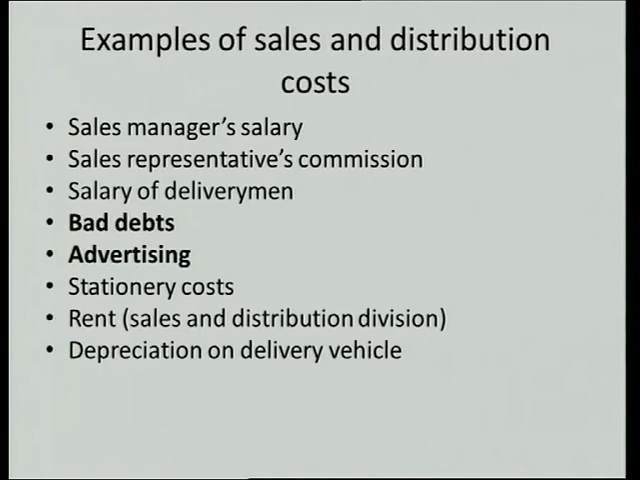 Examples of sales and distribution
costs
• Sales manager's salary
• Sales representative's commission
• Salary of deliverymen
• Bad debts
• Advertising
• Stationery costs
• Rent (sales and distribution division)
• Depreciation on delivery vehicle